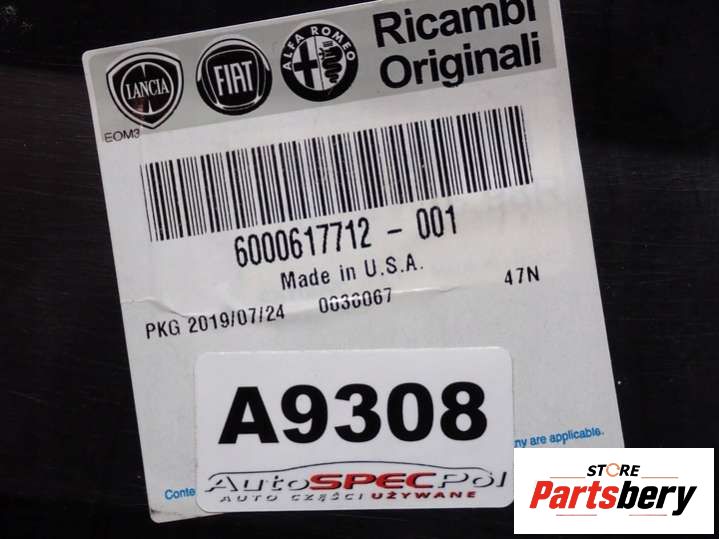 LANCIA
FIAT
ALFA ROMEO
Ricambi
Originali
EOM3
6000617712 - 001
Made in U.S.A.
PKG 2019/07/24 0036067 47N
A9308
ny are applicable.
AutoSPECPol
AUTO CZĘŚCI UŻYWANE
Conte
STORE
Partsbery